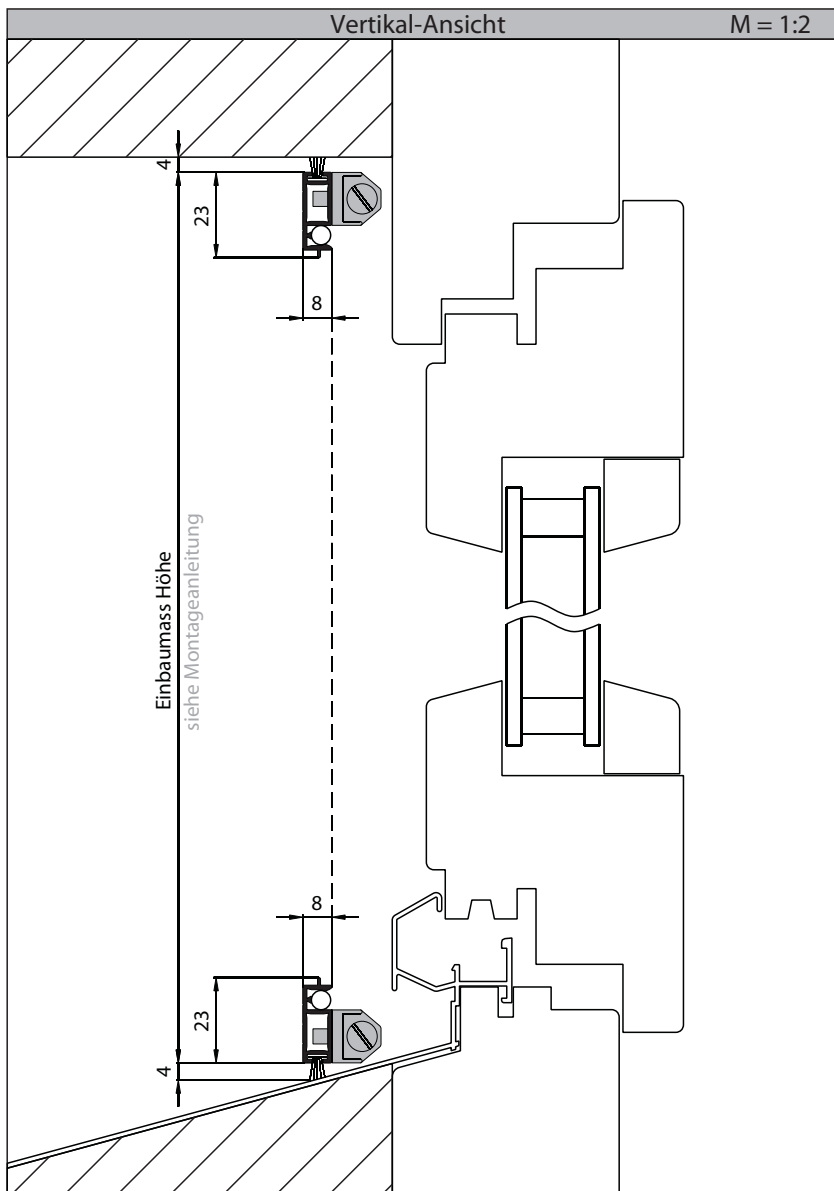 Vertikal-Ansicht M = 1:2
4
23
8
Einbaumass Höhe
siehe Montageanleitung
8
23
4